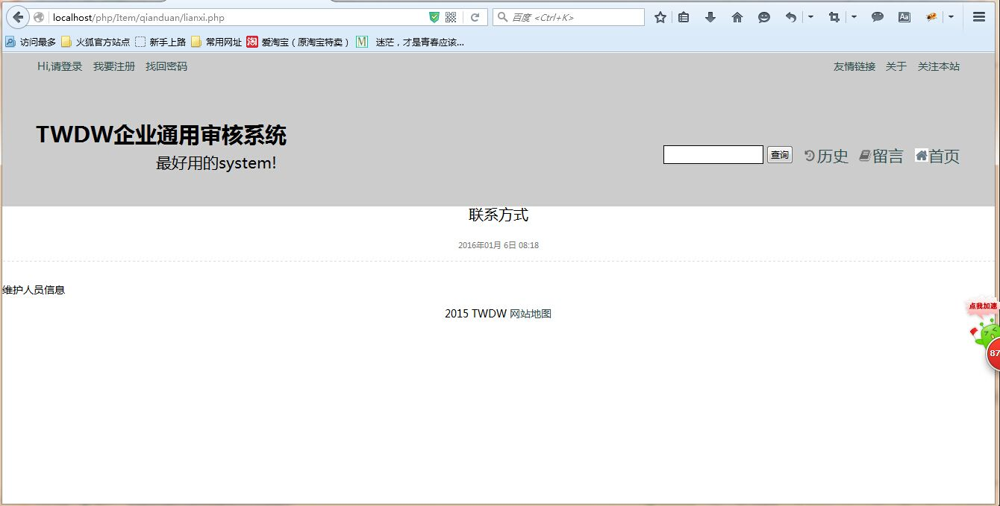 localhost/php/Item/qianduan/lianxi.php
百度 <Ctrl+K>
Aa
访问最多 火狐官方站点 新手上路 常用网址 淘 爱淘宝（原淘宝特卖） M 迷茫，才是青春应该...
Hi,请登录 我要注册 找回密码 友情链接 关于 关注本站
TWDW企业通用审核系统
最好用的system!
查询 历史 留言 首页
联系方式
2016年01月 6日 08:18
维护人员信息
点我加速
87
2015 TWDW 网站地图